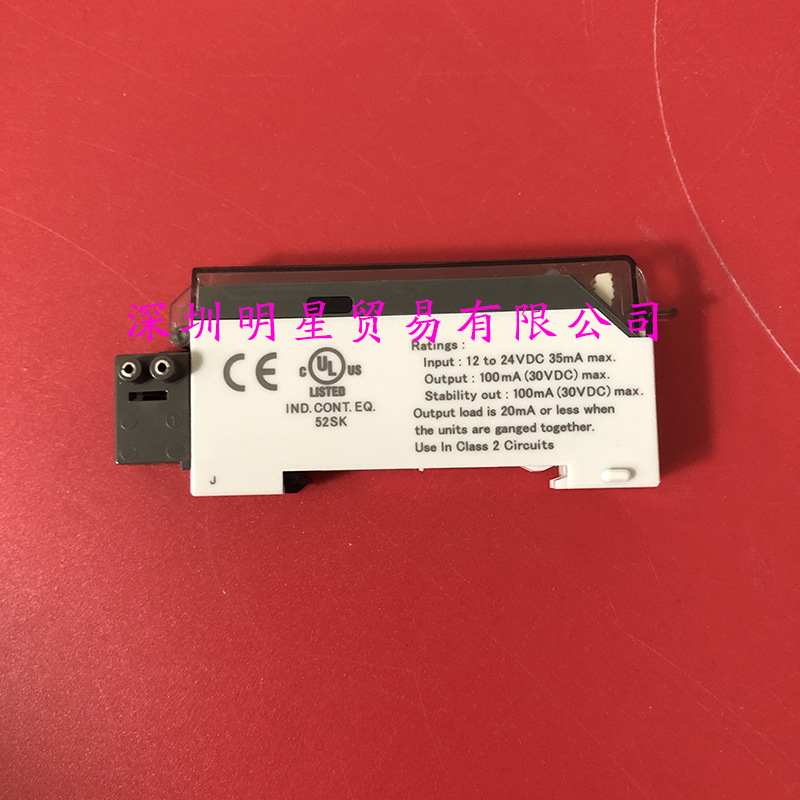 深圳明星贸易有限公司
Ratings :
Input : 12 to 24VDC 35mA max.
Output : 100mA (30VDC) max.
Stability out : 100mA (30VDC) max.
Output load is 20mA or less when
the units are ganged together.
Use In Class 2 Circuits
CE
C UL US
LISTED
IND. CONT. EQ.
52SK
J